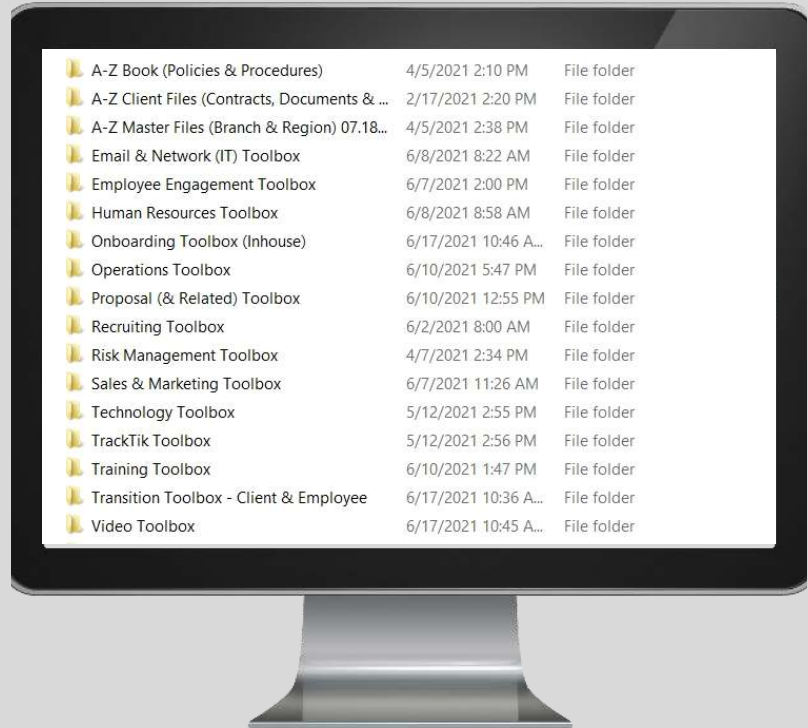 A-Z Book (Policies & Procedures) 4/5/2021 2:10 PM File folder
A-Z Client Files (Contracts, Documents & ... 2/17/2021 2:20 PM File folder
A-Z Master Files (Branch & Region) 07.18... 4/5/2021 2:38 PM File folder
Email & Network (IT) Toolbox 6/8/2021 8:22 AM File folder
Employee Engagement Toolbox 6/7/2021 2:00 PM File folder
Human Resources Toolbox 6/8/2021 8:58 AM File folder
Onboarding Toolbox (Inhouse) 6/17/2021 10:46 A... File folder
Operations Toolbox 6/10/2021 5:47 PM File folder
Proposal (& Related) Toolbox 6/10/2021 12:55 PM File folder
Recruiting Toolbox 6/2/2021 8:00 AM File folder
Risk Management Toolbox 4/7/2021 2:34 PM File folder
Sales & Marketing Toolbox 6/7/2021 11:26 AM File folder
Technology Toolbox 5/12/2021 2:55 PM File folder
TrackTik Toolbox 5/12/2021 2:56 PM File folder
Training Toolbox 6/10/2021 1:47 PM File folder
Transition Toolbox - Client & Employee 6/17/2021 10:36 A... File folder
Video Toolbox 6/17/2021 10:45 A... File folder